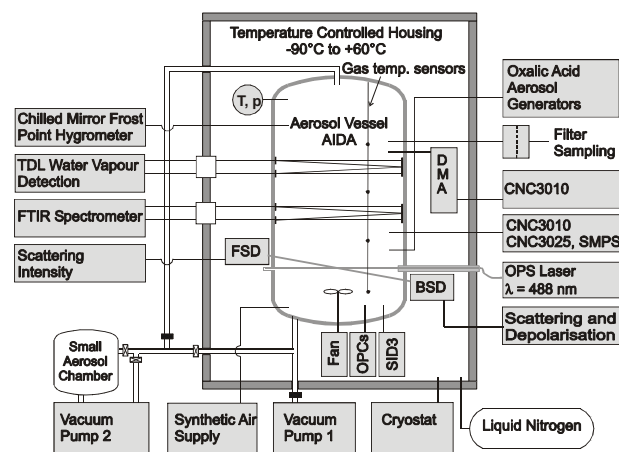 Temperature Controlled Housing
-90°C to +60°C
Gas temp. sensors
T, p
Aerosol Vessel
AIDA
Chilled Mirror Frost
Point Hygrometer
TDL Water Vapour
Detection
FTIR Spectrometer
Scattering
Intensity
FSD
BSD
DMA
Oxalic Acid
Aerosol
Generators
Filter
Sampling
CNC3010
CNC3010
CNC3025, SMPS
OPS Laser
λ = 488 nm
Scattering and
Depolarisation
Fan
OPCs
SID3
Small
Aerosol
Chamber
Vacuum
Pump 2
Synthetic Air
Supply
Vacuum
Pump 1
Cryostat
Liquid Nitrogen